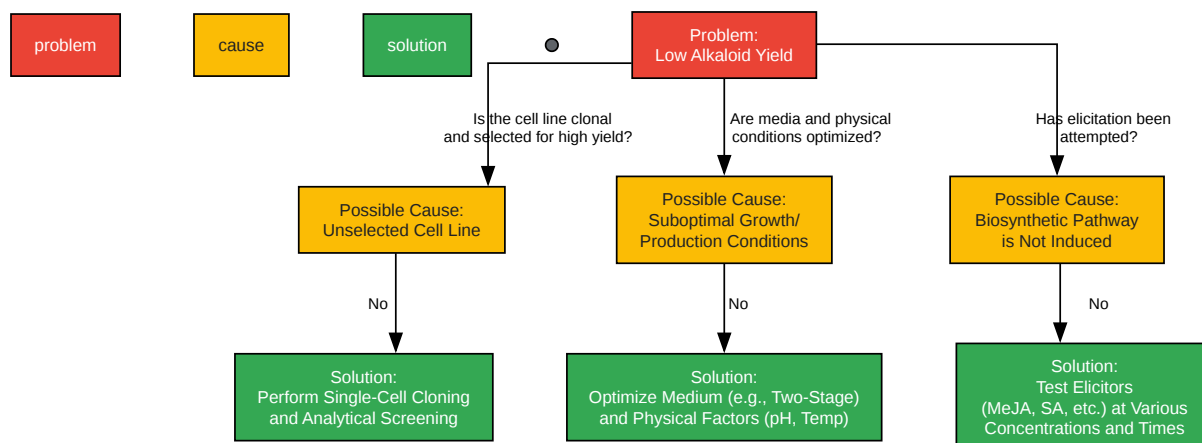 problem
cause
solution
Problem:
Low Alkaloid Yield
Is the cell line clonal
and selected for high yield?
Are media and physical
conditions optimized?
Has elicitation been
attempted?
Possible Cause:
Unselected Cell Line
Possible Cause:
Suboptimal Growth/
Production Conditions
Possible Cause:
Biosynthetic Pathway
is Not Induced
No
No
No
Solution:
Perform Single-Cell Cloning
and Analytical Screening
Solution:
Optimize Medium (e.g., Two-Stage)
and Physical Factors (pH, Temp)
Solution:
Test Elicitors
(MeJA, SA, etc.) at Various
Concentrations and Times